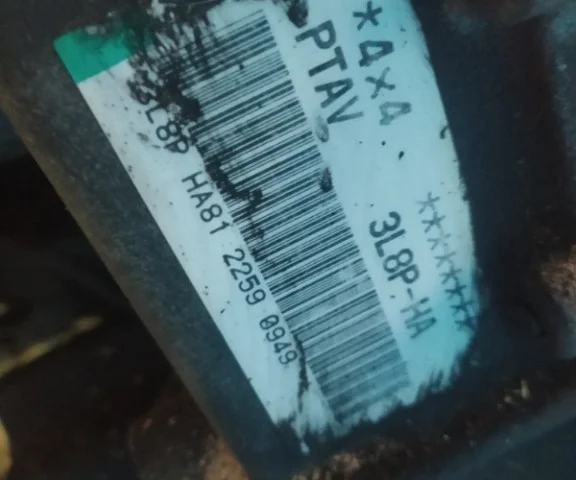 *4x4
PTAV
3L8P-HA
*******
3L8P HA81 2259 0949